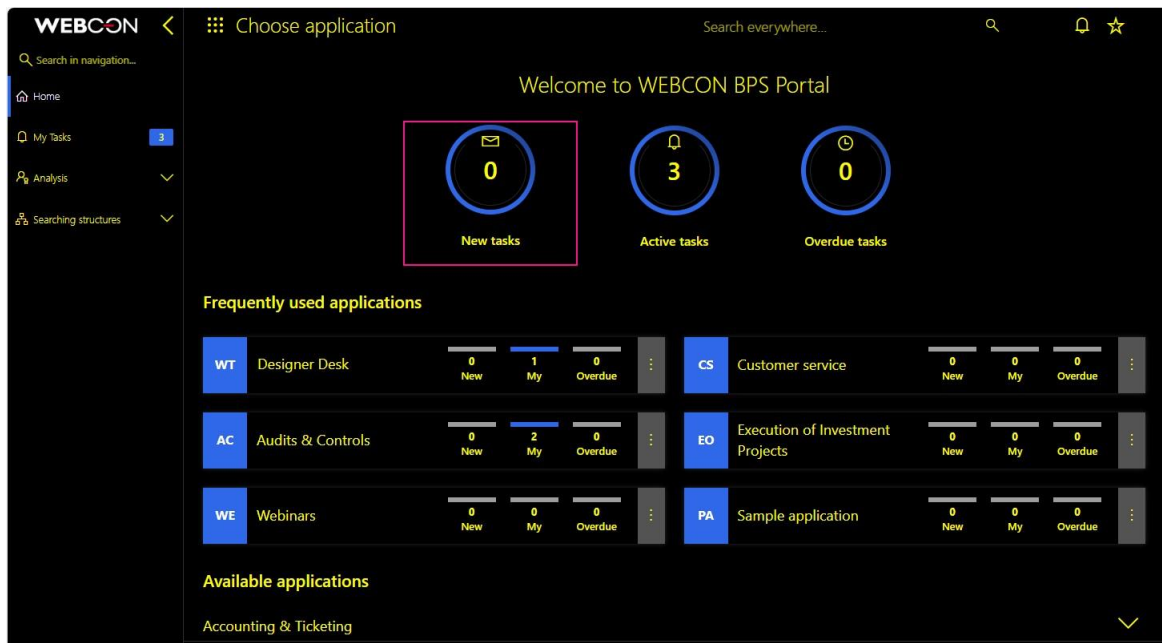 WEBCON
Choose application
Search everywhere...
Search in navigation...
Home
My Tasks
3
Analysis
Searching structures
Welcome to WEBCON BPS Portal
0
3
0
New tasks
Active tasks
Overdue tasks
Frequently used applications
WT
Designer Desk
0
1
0
New
My
Overdue
CS
Customer service
0
0
0
New
My
Overdue
AC
Audits & Controls
0
2
0
New
My
Overdue
EO
Execution of Investment
Projects
0
0
0
New
My
Overdue
WE
Webinars
0
0
0
New
My
Overdue
PA
Sample application
0
0
0
New
My
Overdue
Available applications
Accounting & Ticketing